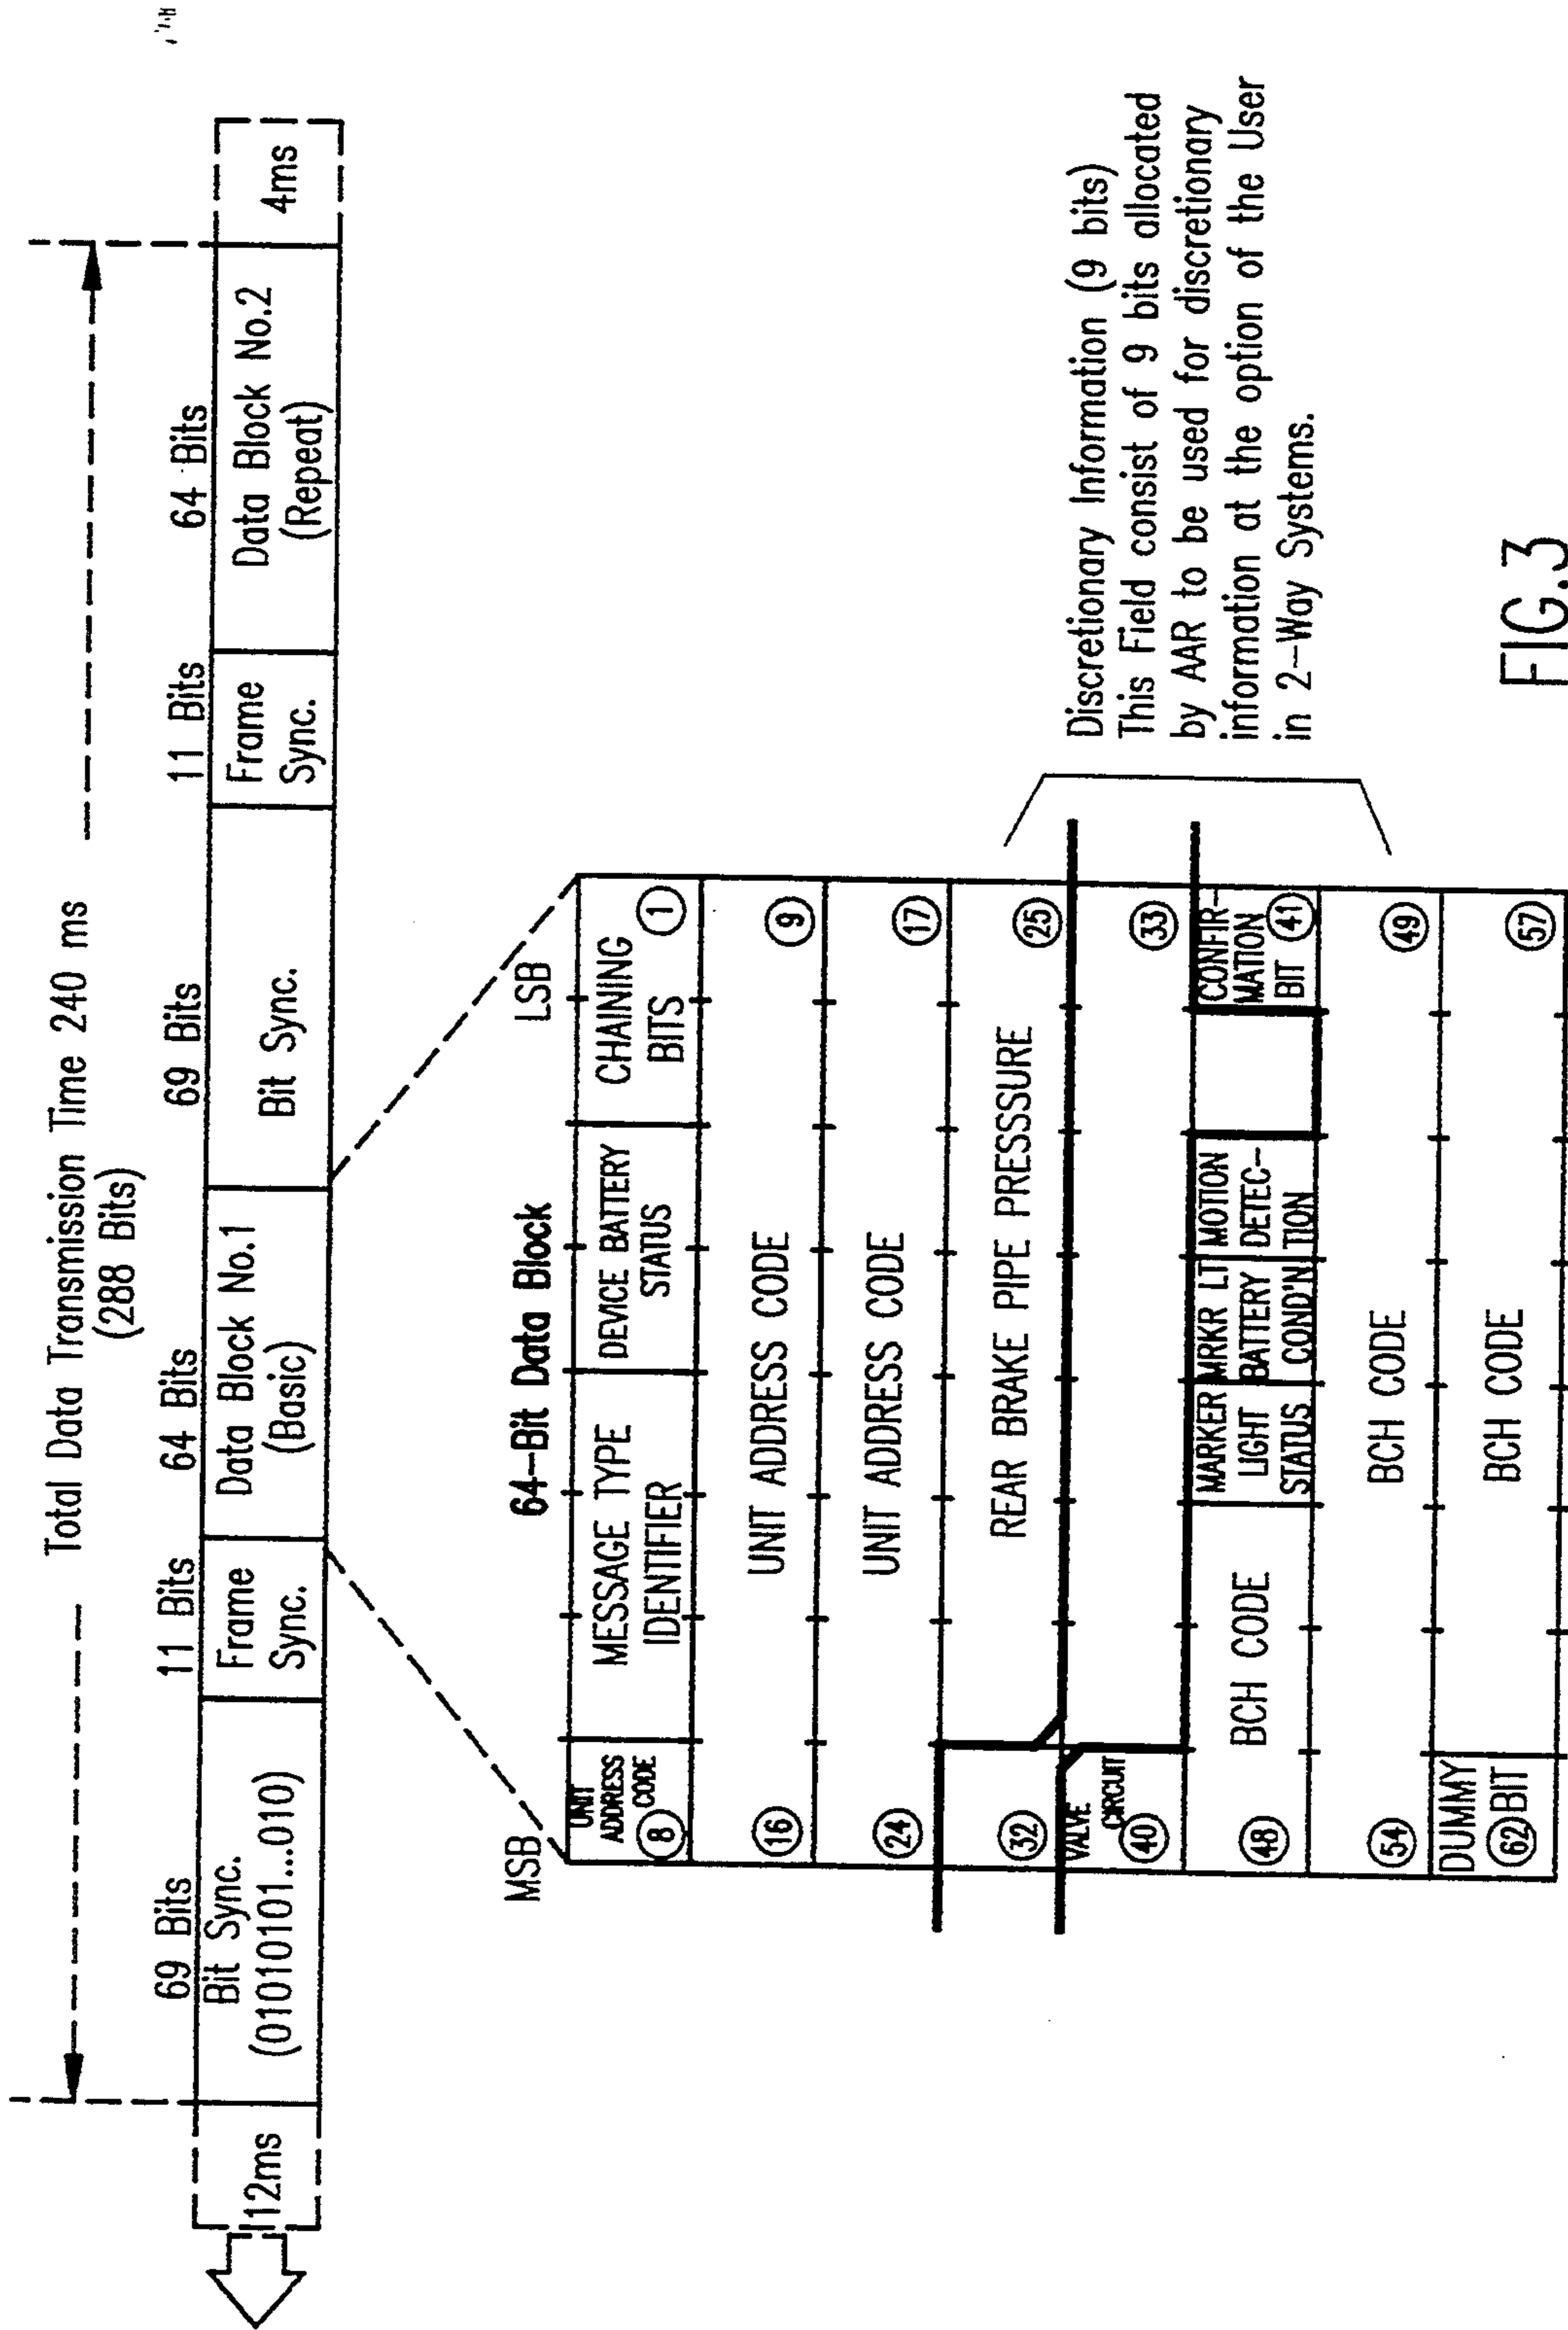 Total Data Transmission Time 240 ms
(288 Bits)
69 Bits
11 Bits
64 Bits
69 Bits
11 Bits
64 Bits
12ms
Bit Sync.
(01010101...010)
Frame
Sync.
Data Block No.1
(Basic)
Bit Sync.
Frame
Sync.
Data Block No.2
(Repeat)
4ms
64-Bit Data Block
MSB
LSB
UNIT
ADDRESS
CODE
8
MESSAGE TYPE
IDENTIFIER
DEVICE BATTERY
STATUS
CHAINING
BITS
1
16
UNIT ADDRESS CODE
9
24
UNIT ADDRESS CODE
17
32
REAR BRAKE PIPE PRESSSURE
25
VALVE
CIRCUIT
40
33
48
BCH CODE
MARKER
LIGHT
STATUS
MRKR LT
BATTERY
COND'N
MOTION
DETEC-
TION
CONFIR-
MATION
BIT
41
54
BCH CODE
49
DUMMY
62 BIT
BCH CODE
57
Discretionary Information (9 bits)
This Field consist of 9 bits allocated
by AAR to be used for discretionary
information at the option of the User
in 2-Way Systems.
FIG.3